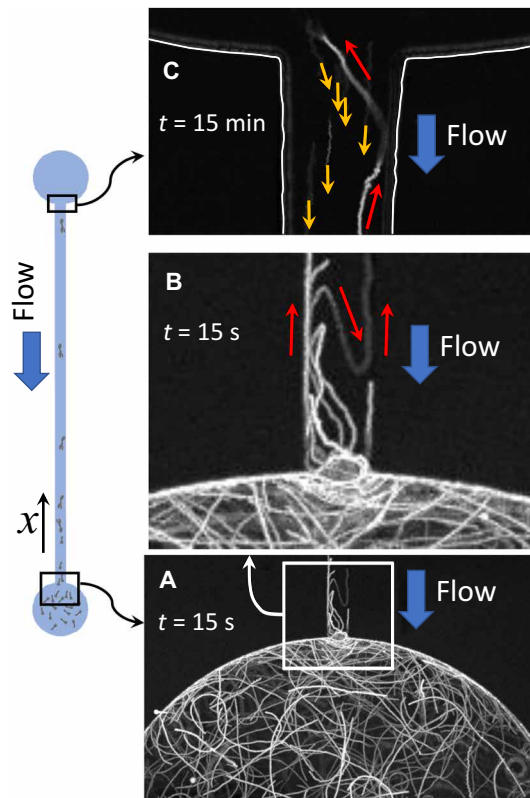 C
t = 15 min
Flow
Flow
B
t = 15 s
Flow
x
A
t = 15 s
Flow